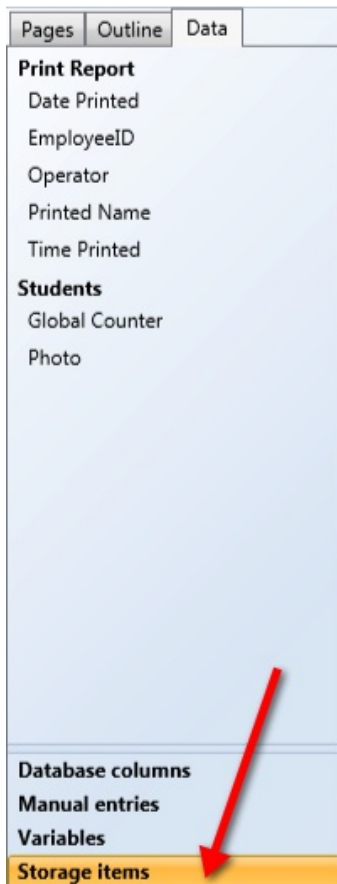 Pages Outline Data
Print Report
Date Printed
EmployeeID
Operator
Printed Name
Time Printed
Students
Global Counter
Photo
Database columns
Manual entries
Variables
Storage items